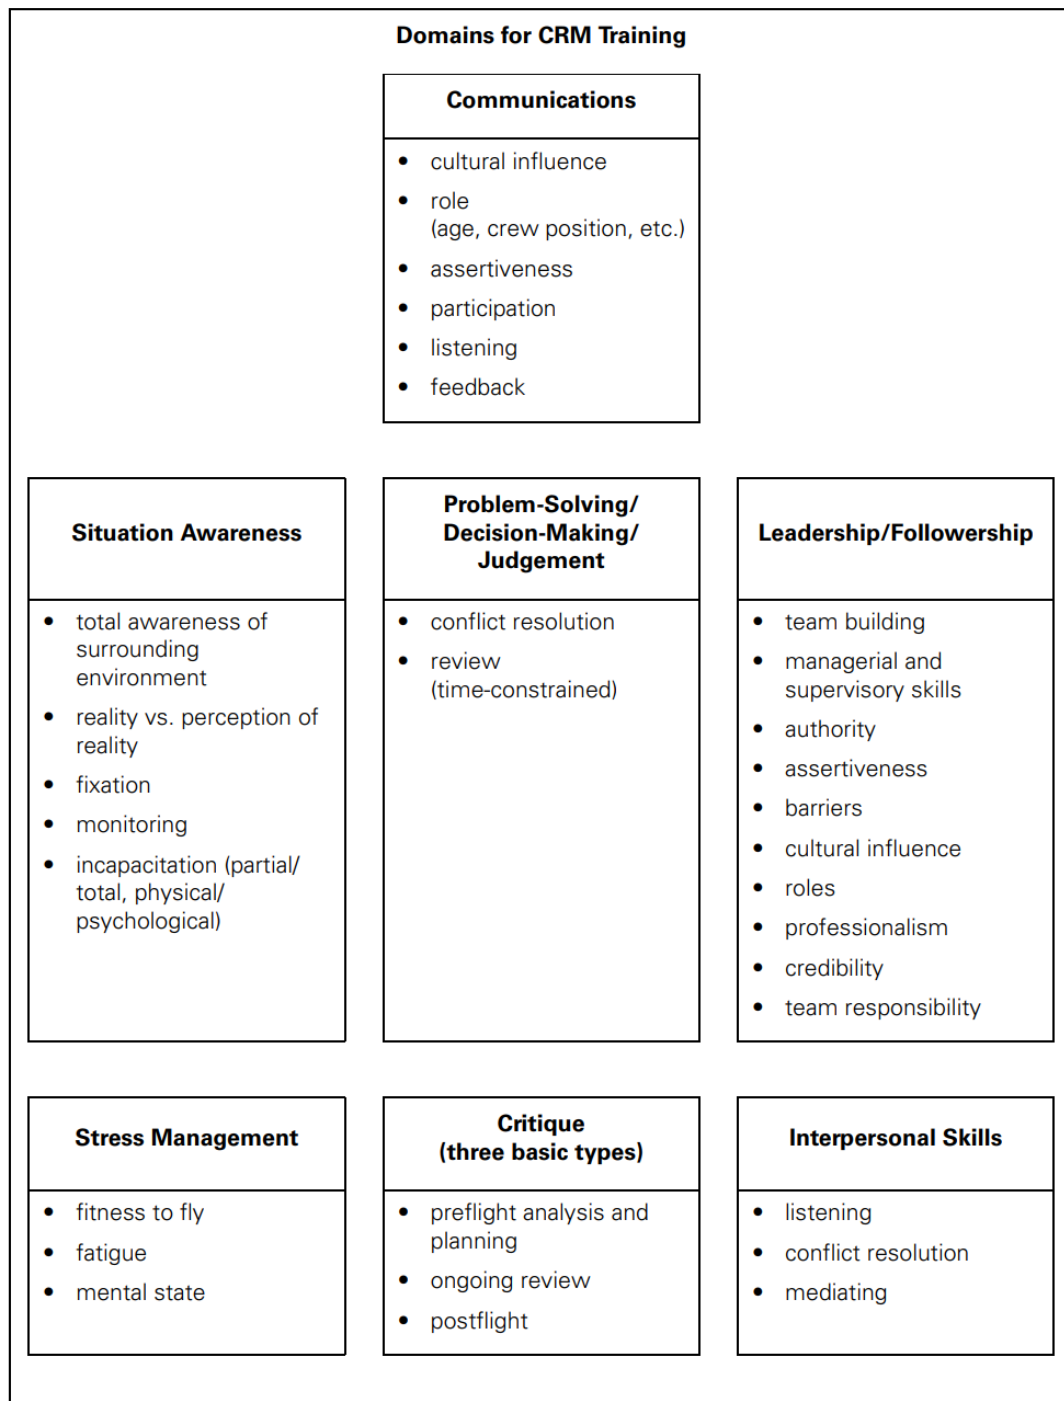 Domains for CRM Training
Communications
• cultural influence
• role
(age, crew position, etc.)
• assertiveness
• participation
• listening
• feedback
Situation Awareness
• total awareness of
surrounding
environment
• reality vs. perception of
reality
• fixation
• monitoring
• incapacitation (partial/
total, physical/
psychological)
Problem-Solving/
Decision-Making/
Judgement
• conflict resolution
• review
(time-constrained)
Leadership/Followership
• team building
• managerial and
supervisory skills
• authority
• assertiveness
• barriers
• cultural influence
• roles
• professionalism
• credibility
• team responsibility
Stress Management
• fitness to fly
• fatigue
• mental state
Critique
(three basic types)
• preflight analysis and
planning
• ongoing review
• postflight
Interpersonal Skills
• listening
• conflict resolution
• mediating